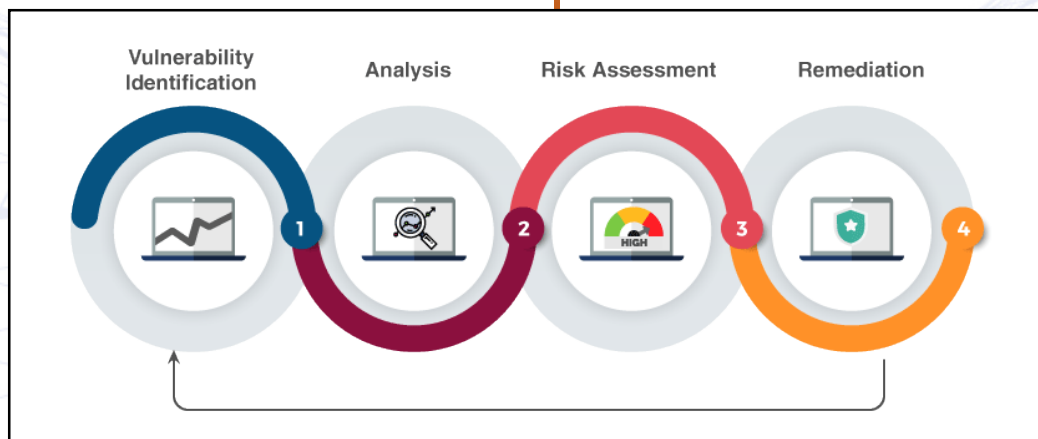 Vulnerability
Identification
Analysis
Risk Assessment
Remediation
1
2
HIGH
3
4